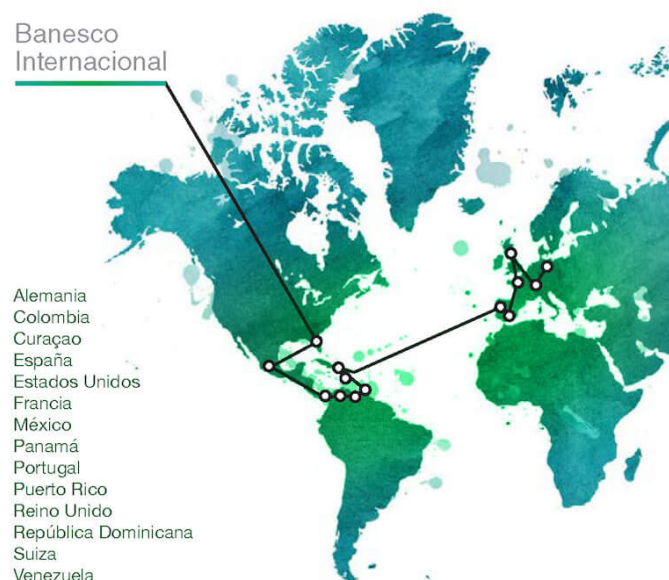 Banesco
Internacional
Alemania
Colombia
Curaçao
España
Estados Unidos
Francia
México
Panamá
Portugal
Puerto Rico
Reino Unido
República Dominicana
Suiza
Venezuela